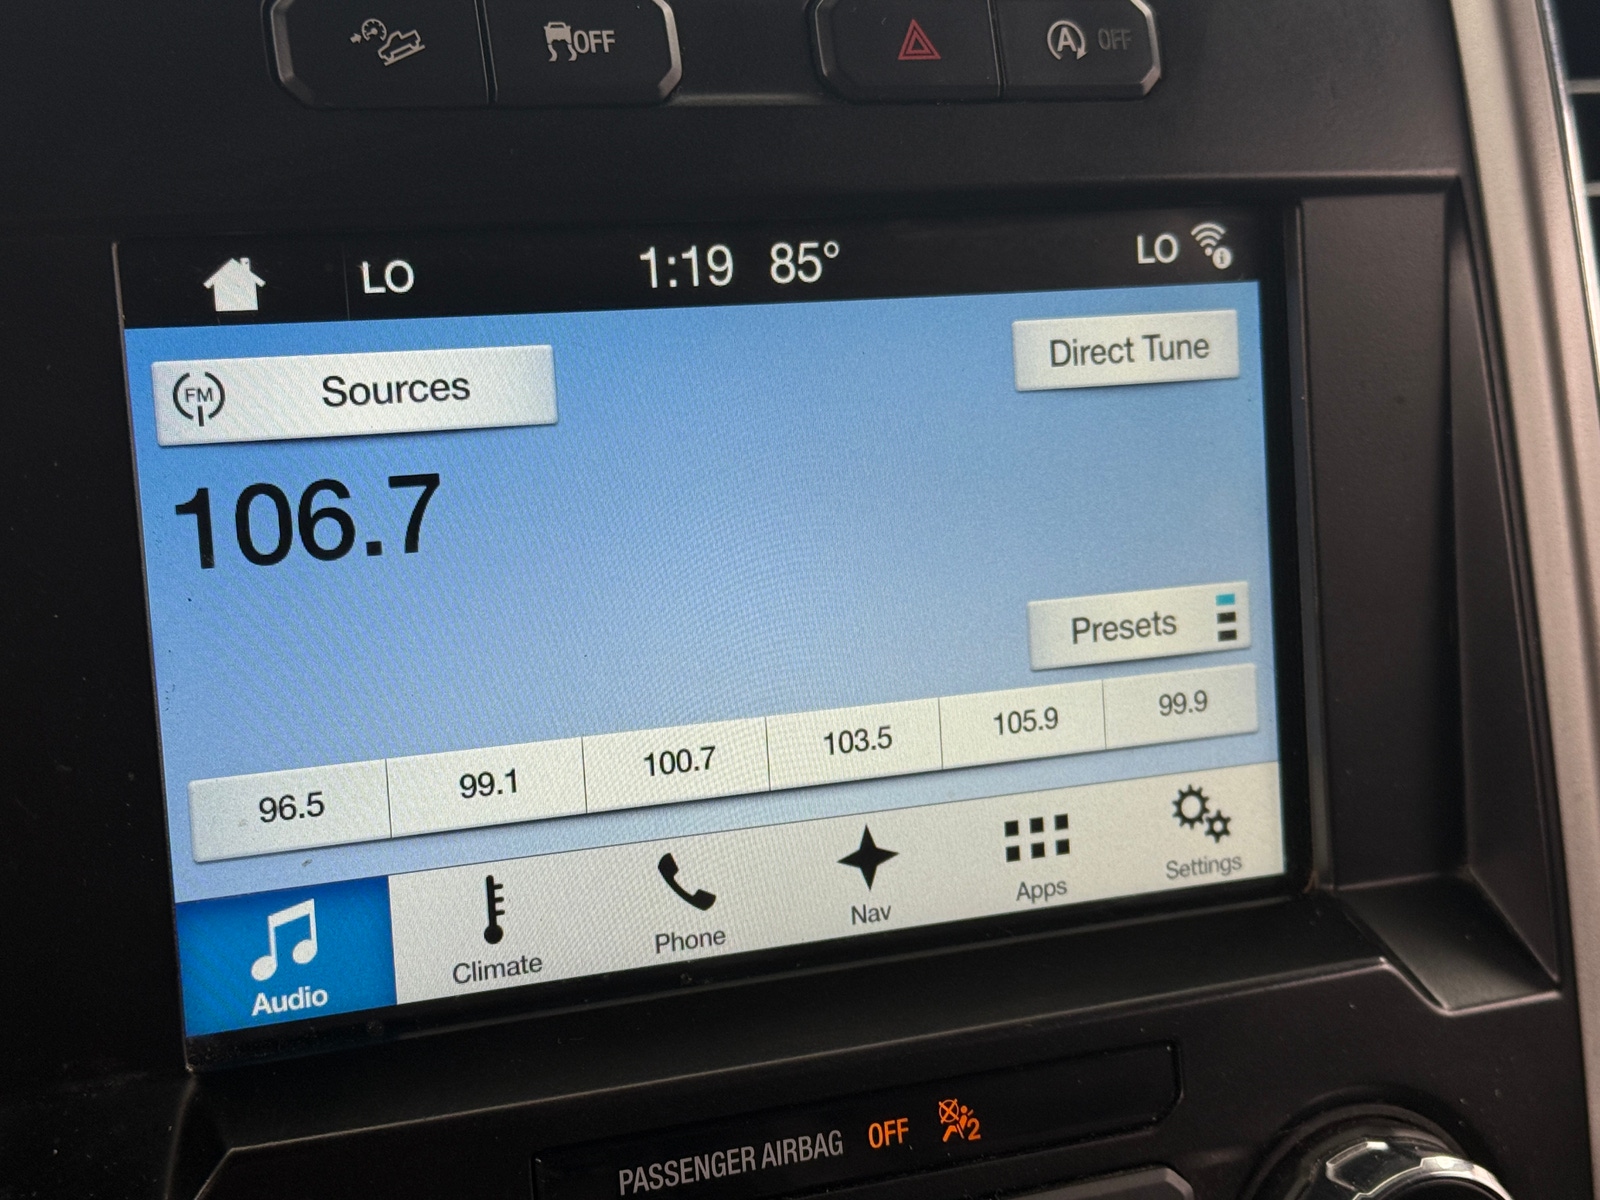 OFF
A OFF
LO 1:19 85° LO
FM Sources
Direct Tune
106.7
Presets
96.5 99.1 100.7 103.5 105.9 99.9
Audio Climate Phone Nav Apps Settings
PASSENGER AIRBAG OFF 2